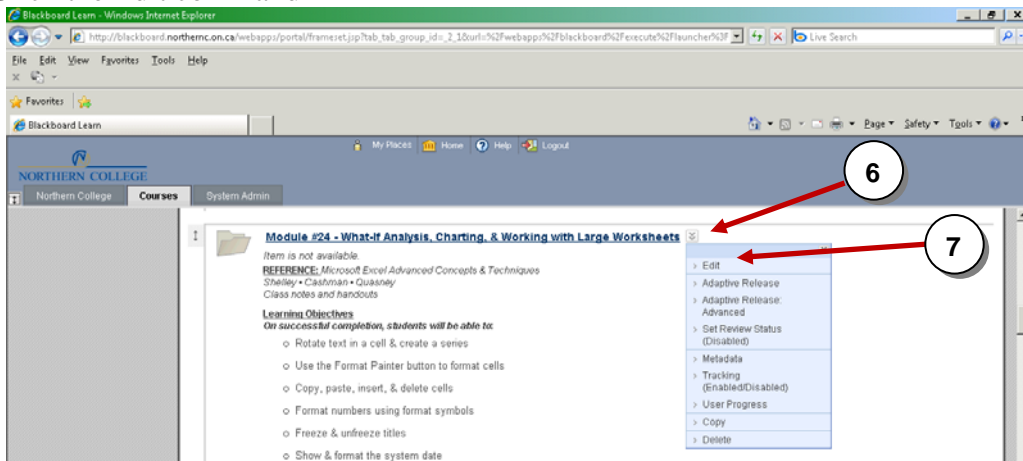 Blackboard Learn - Windows Internet Explorer
http://blackboard.northernc.on.ca/webapps/portal/frameset.jsp?tab_tab_group_id=_2_1&url=%2Fwebapps%2Fblackboard%2Fexecute%2Flauncher%3F
Live Search
File Edit View Favorites Tools Help
Favorites
Blackboard Learn
Page Safety Tools
My Places Home Help Logout
NORTHERN COLLEGE
Northern College Courses System Admin
6
7
Module #24 - What-If Analysis, Charting, & Working with Large Worksheets
Item is not available.
REFERENCE: Microsoft Excel Advanced Concepts & Techniques
Shelley • Cashman • Quasney
Class notes and handouts
Learning Objectives
On successful completion, students will be able to:
Rotate text in a cell & create a series
Use the Format Painter button to format cells
Copy, paste, insert, & delete cells
Format numbers using format symbols
Freeze & unfreeze titles
Show & format the system date
Edit
Adaptive Release
Adaptive Release:
Advanced
Set Review Status
(Disabled)
Metadata
Tracking
(Enabled/Disabled)
User Progress
Copy
Delete